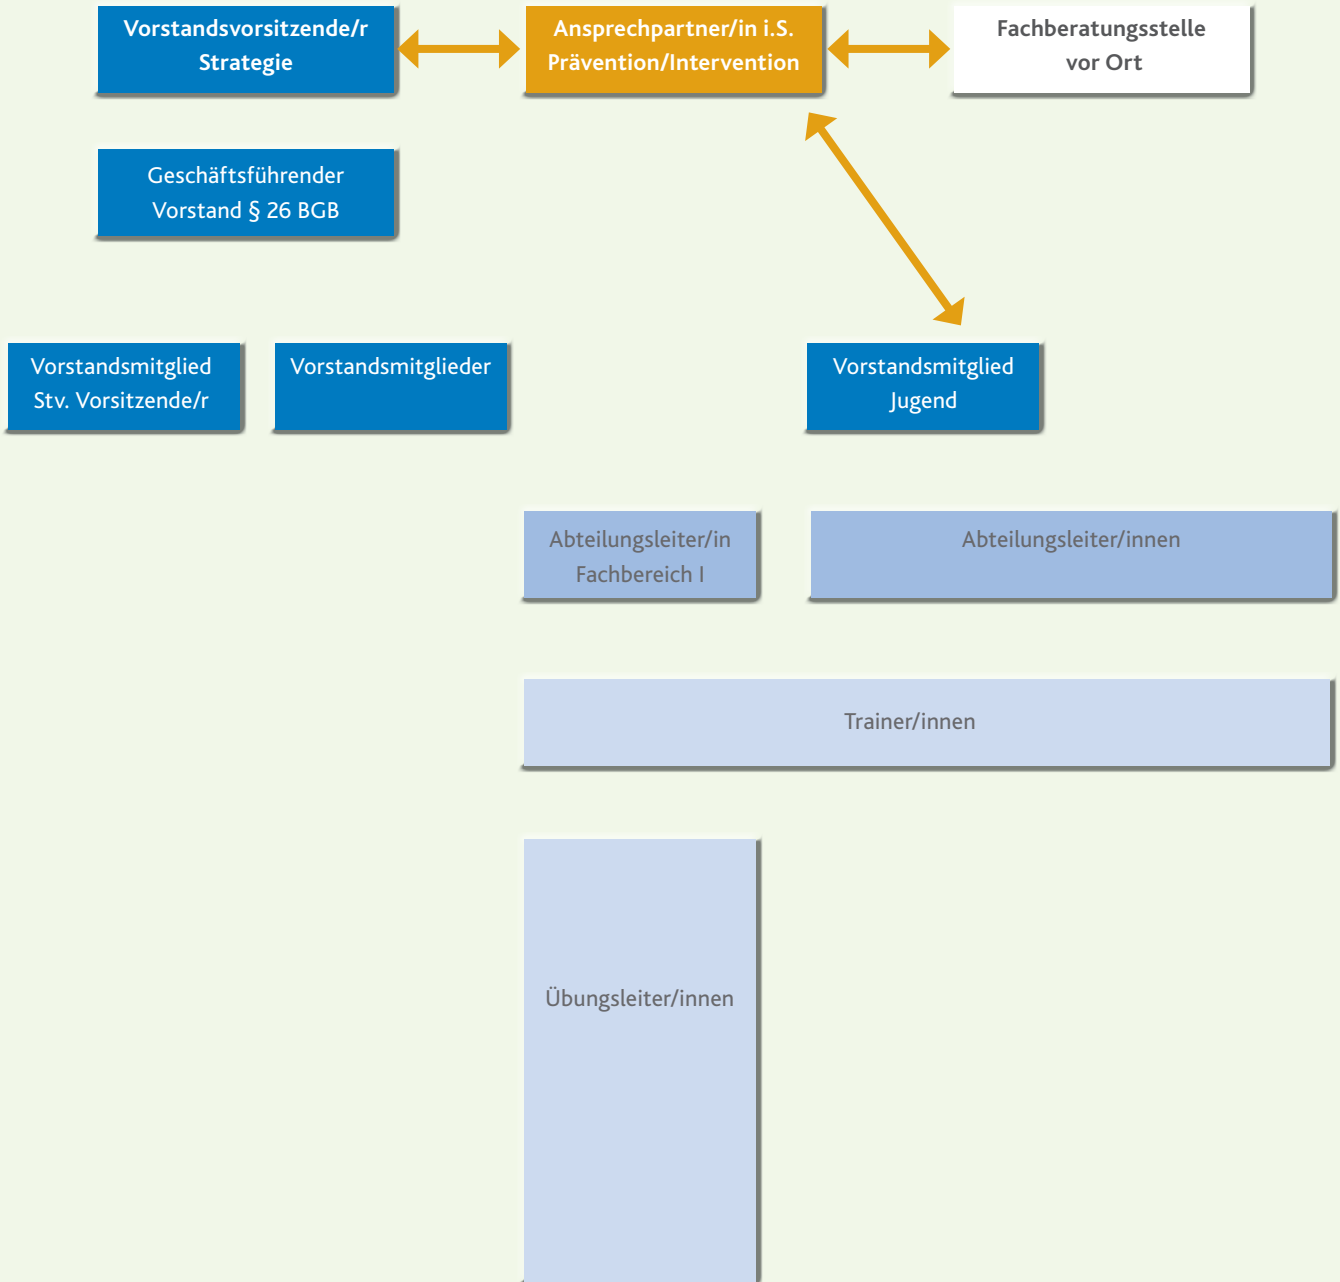 Vorstandsvorsitzende/r
Strategie
Ansprechpartner/in i.S.
Prävention/Intervention
Fachberatungsstelle
vor Ort
Geschäftsführender
Vorstand § 26 BGB
Vorstandsmitglied
Stv. Vorsitzende/r
Vorstandsmitglieder
Vorstandsmitglied
Jugend
Abteilungsleiter/in
Fachbereich I
Abteilungsleiter/innen
Trainer/innen
Übungsleiter/innen